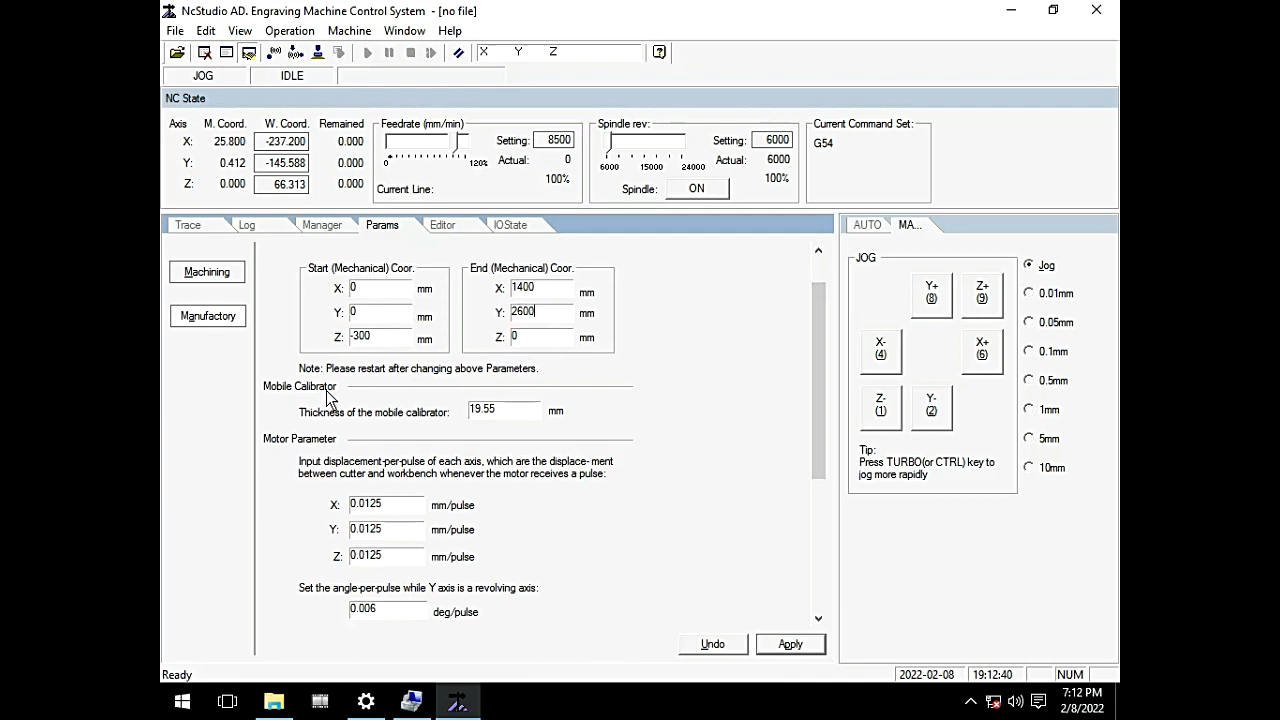 NcStudio AD. Engraving Machine Control System - [no file]
File Edit View Operation Machine Window Help
X Y Z
JOG IDLE
NC State
Axis M. Coord. W. Coord. Remained
X: 25.800 -237.200 0.000
Y: 0.412 -145.588 0.000
Z: 0.000 66.313 0.000
Feedrate (mm/min)
Setting: 8500
0 120%
Actual: 0
100%
Current Line:
Spindle rev:
Setting: 6000
6000 15000 24000
Actual: 6000
100%
Spindle: ON
Current Command Set:
G54
Trace Log Manager Params Editor IOState
Machining
Manufactory
Start (Mechanical) Coor.
X: 0 mm
Y: 0 mm
Z: -300 mm
End (Mechanical) Coor.
X: 1400 mm
Y: 2600 mm
Z: 0 mm
Note: Please restart after changing above Parameters.
Mobile Calibrator
Thickness of the mobile calibrator: 19.55 mm
Motor Parameter
Input displacement-per-pulse of each axis, which are the displace- ment
between cutter and workbench whenever the motor receives a pulse:
X: 0.0125 mm/pulse
Y: 0.0125 mm/pulse
Z: 0.0125 mm/pulse
Set the angle-per-pulse while Y axis is a revolving axis:
0.006 deg/pulse
Undo Apply
AUTO MA...
JOG
Y+
(8)
Z+
(9)
X-
(4)
X+
(6)
Z-
(1)
Y-
(2)
Tip:
Press TURBO(or CTRL) key to
jog more rapidly
Jog
0.01mm
0.05mm
0.1mm
0.5mm
1mm
5mm
10mm
Ready 2022-02-08 19:12:40 NUM
7:12 PM
2/8/2022